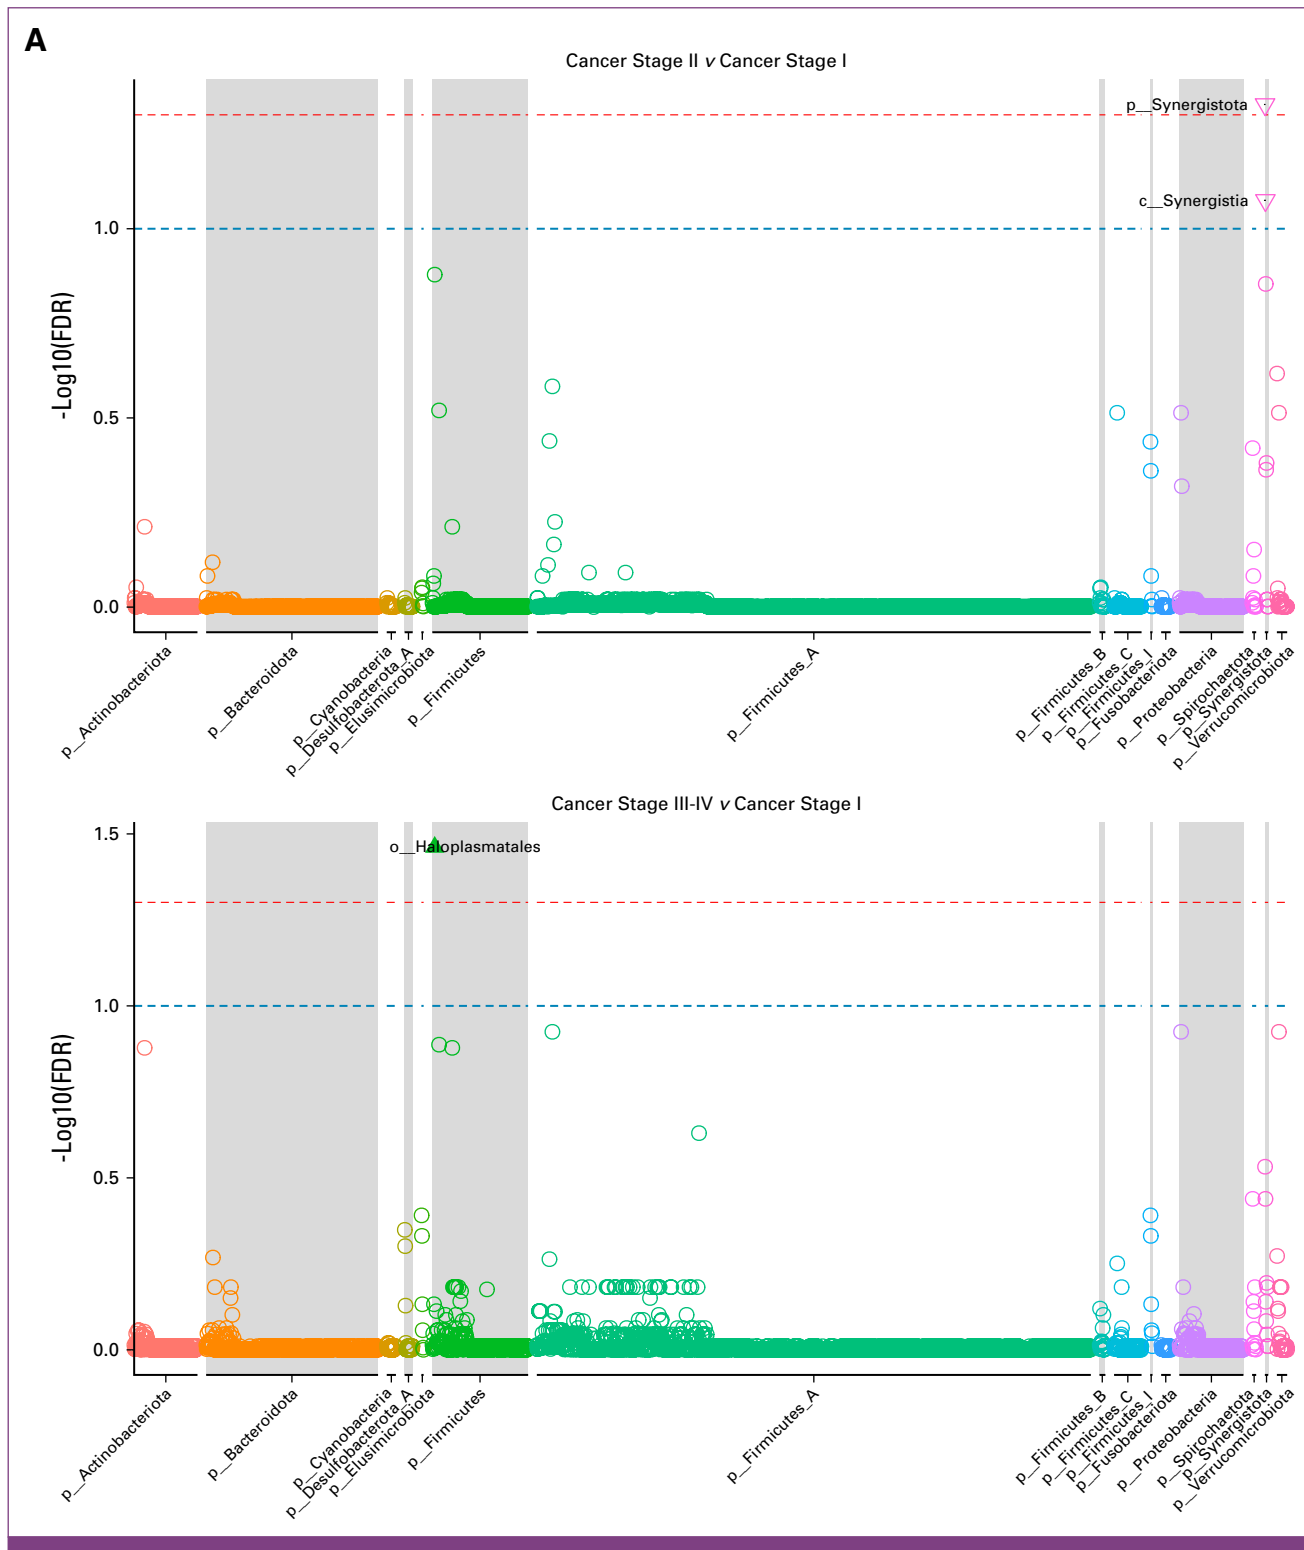 A
Cancer Stage II v Cancer Stage I
p__Synergistota
c__Synergistia
1.0
0.5
0.0
-Log10(FDR)
p__Actinobacteriota
p__Bacteroidota
p__Cyanobacteria
p__Desulfobacterota_A
p__Elusimicrobiota
p__Firmicutes
p__Firmicutes_A
p__Firmicutes_B
p__Firmicutes_C
p__Firmicutes_I
p__Fusobacteriota
p__Proteobacteria
p__Spirochaetota
p__Synergistota
p__Verrucomicrobiota
Cancer Stage III-IV v Cancer Stage I
o__Haloplasmatales
1.5
1.0
0.5
0.0
-Log10(FDR)
p__Actinobacteriota
p__Bacteroidota
p__Cyanobacteria
p__Desulfobacterota_A
p__Elusimicrobiota
p__Firmicutes
p__Firmicutes_A
p__Firmicutes_B
p__Firmicutes_C
p__Firmicutes_I
p__Fusobacteriota
p__Proteobacteria
p__Spirochaetota
p__Synergistota
p__Verrucomicrobiota